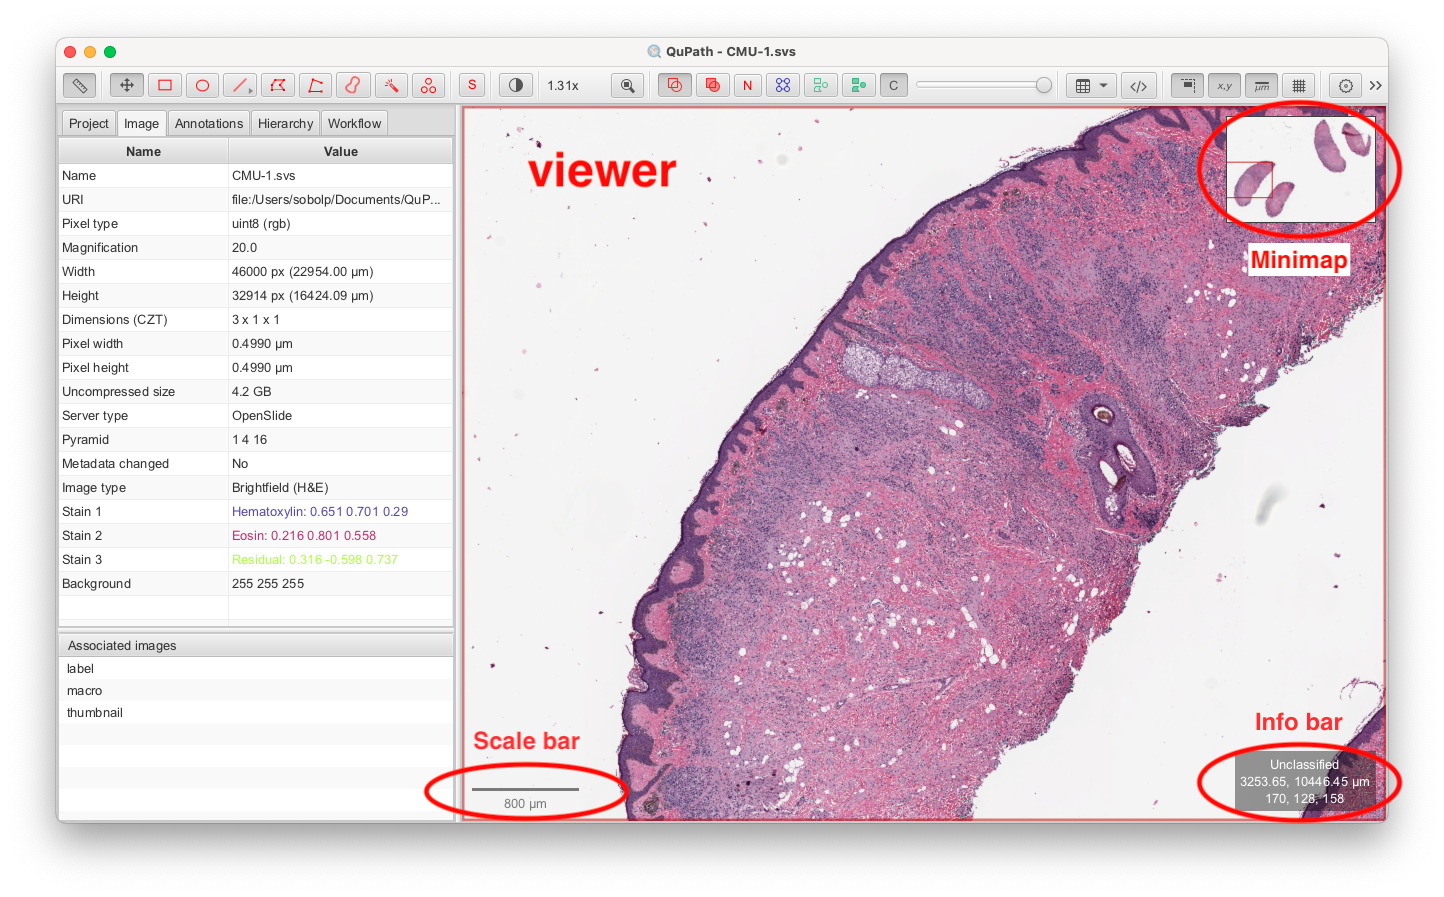 QuPath - CMU-1.svs
1.31x
S
N
C
x,y
µm
Project
Image
Annotations
Hierarchy
Workflow
Name Value
Name CMU-1.svs
URI file:/Users/sobolp/Documents/QuP...
Pixel type uint8 (rgb)
Magnification 20.0
Width 46000 px (22954.00 µm)
Height 32914 px (16424.09 µm)
Dimensions (CZT) 3 x 1 x 1
Pixel width 0.4990 µm
Pixel height 0.4990 µm
Uncompressed size 4.2 GB
Server type OpenSlide
Pyramid 1 4 16
Metadata changed No
Image type Brightfield (H&E)
Stain 1 Hematoxylin: 0.651 0.701 0.29
Stain 2 Eosin: 0.216 0.801 0.558
Stain 3 Residual: 0.316 -0.598 0.737
Background 255 255 255
Associated images
label
macro
thumbnail
viewer
Minimap
Scale bar
800 µm
Info bar
Unclassified
3253.65, 10446.45 µm
170, 128, 158